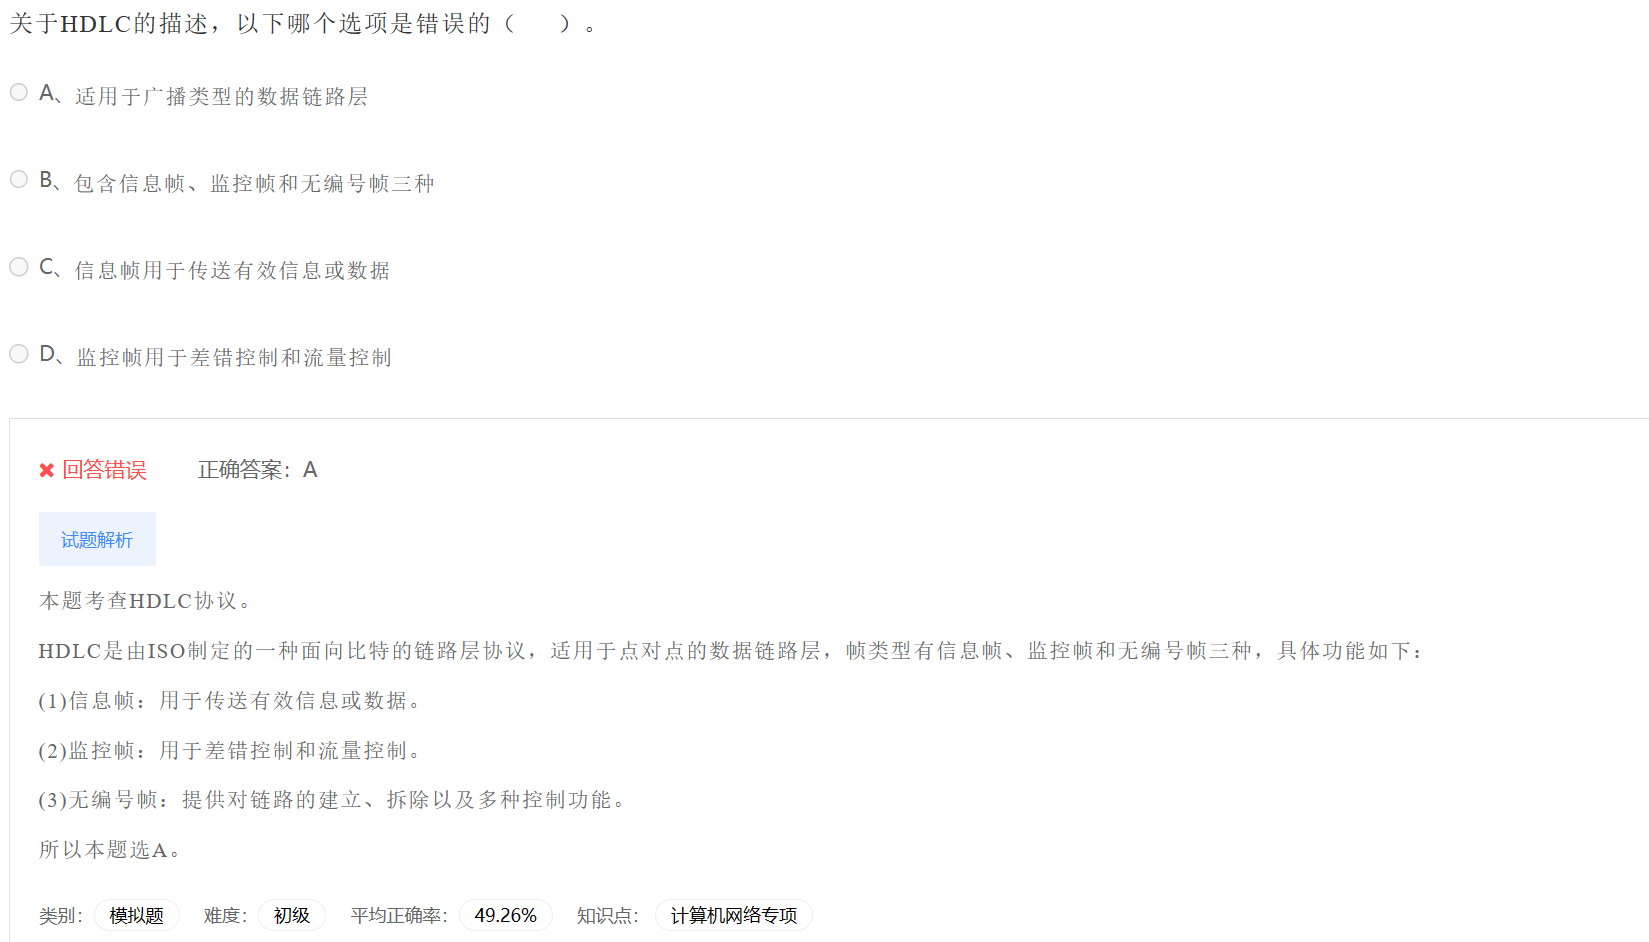 关于HDLC的描述，以下哪个选项是错误的（　）。
A、适用于广播类型的数据链路层
B、包含信息帧、监控帧和无编号帧三种
C、信息帧用于传送有效信息或数据
D、监控帧用于差错控制和流量控制
✖ 回答错误 正确答案：A
试题解析
本题考查HDLC协议。
HDLC是由ISO制定的一种面向比特的链路层协议，适用于点对点的数据链路层，帧类型有信息帧、监控帧和无编号帧三种，具体功能如下：
(1)信息帧：用于传送有效信息或数据。
(2)监控帧：用于差错控制和流量控制。
(3)无编号帧：提供对链路的建立、拆除以及多种控制功能。
所以本题选A。
类别： 模拟题 难度： 初级 平均正确率： 49.26% 知识点： 计算机网络专项